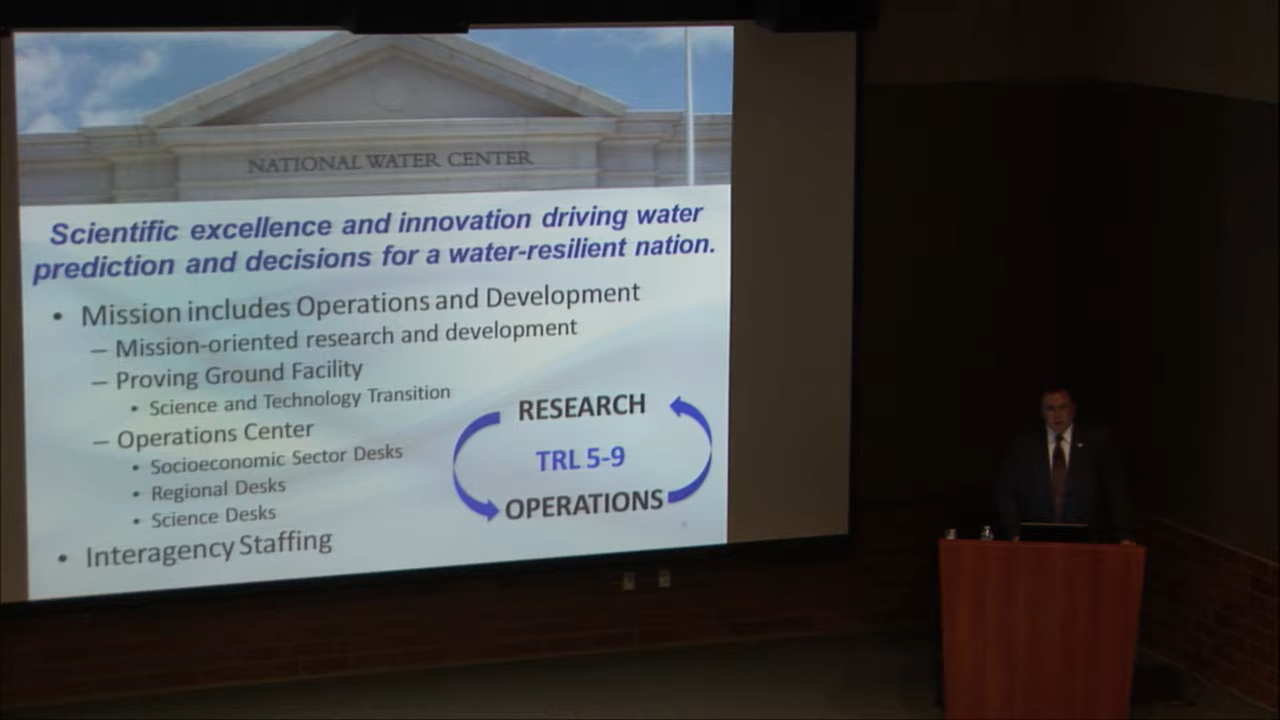 NATIONAL WATER CENTER
Scientific excellence and innovation driving water
prediction and decisions for a water-resilient nation.
• Mission includes Operations and Development
– Mission-oriented research and development
– Proving Ground Facility
• Science and Technology Transition
– Operations Center
• Socioeconomic Sector Desks
• Regional Desks
• Science Desks
• Interagency Staffing
RESEARCH
TRL 5-9
OPERATIONS